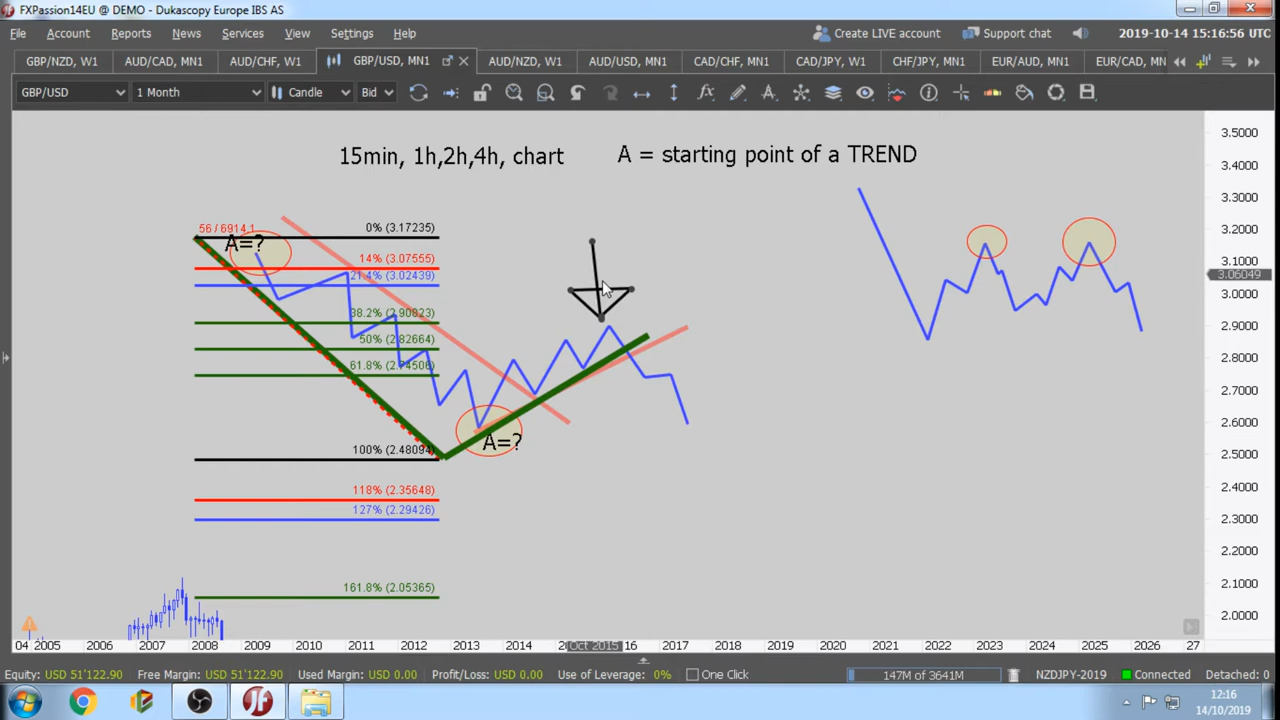 FXPassion14EU @ DEMO - Dukascopy Europe IBS AS
File Account Reports News Services View Settings Help
Create LIVE account Support chat 2019-10-14 15:16:56 UTC
GBP/NZD, W1 AUD/CAD, MN1 AUD/CHF, W1 GBP/USD, MN1 AUD/NZD, W1 AUD/USD, MN1 CAD/CHF, MN1 CAD/JPY, W1 CHF/JPY, MN1 EUR/AUD, MN1 EUR/CAD, MN
GBP/USD 1 Month Candle Bid
15min, 1h,2h,4h, chart
A = starting point of a TREND
56 / 6914.1
A=?
0% (3.17235)
14% (3.07555)
21.4% (3.02439)
38.2% (2.90823)
50% (2.82664)
61.8% (2.74506)
100% (2.48094)
118% (2.35648)
127% (2.29426)
161.8% (2.05365)
A=?
3.5000
3.4000
3.3000
3.2000
3.1000
3.06049
3.0000
2.9000
2.8000
2.7000
2.6000
2.5000
2.4000
2.3000
2.2000
2.1000
2.0000
04 2005 2006 2007 2008 2009 2010 2011 2012 2013 2014 Oct 2015 16 2017 2018 2019 2020 2021 2022 2023 2024 2025 2026 27
Equity: USD 51'122.90 Free Margin: USD 51'122.90 Profit/Loss: USD 0.00 Used Margin: USD 0.00 Use of Leverage: 0% One Click 147M of 3641M NZDJPY-2019 Connected Detached: 0
12:16
14/10/2019